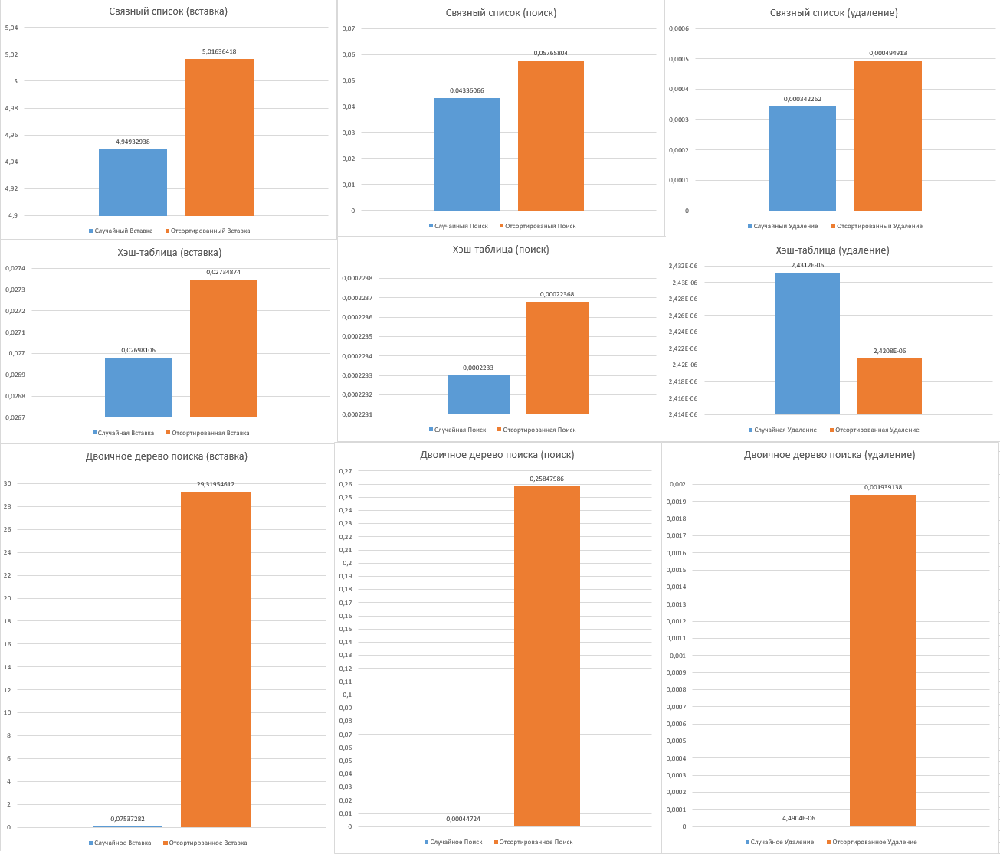 Связный список (вставка)
5,04
5,02
5
4,98
4,96
4,94
4,92
4,9
4,94932938
5,01636418
Случайный Вставка
Отсортированный Вставка
Связный список (поиск)
0,07
0,06
0,05
0,04
0,03
0,02
0,01
0
0,04336066
0,05765804
Случайный Поиск
Отсортированый Поиск
Связный список (удаление)
0,0006
0,0005
0,0004
0,0003
0,0002
0,0001
0
0,000342262
0,000494913
Случайный Удаление
Отсортированный Удаление
Хэш-таблица (вставка)
0,0274
0,0273
0,0272
0,0271
0,027
0,0269
0,0268
0,0267
0,02698106
0,02734874
Случайная Вставка
Отсортированная Вставка
Хэш-таблица (поиск)
0,0002238
0,0002237
0,0002236
0,0002235
0,0002234
0,0002233
0,0002232
0,0002231
0,0002233
0,00022368
Случайная Поиск
Отсортированная Поиск
Хэш-таблица (удаление)
2,432E-06
2,43E-06
2,428E-06
2,426E-06
2,424E-06
2,422E-06
2,42E-06
2,418E-06
2,416E-06
2,414E-06
2,4312E-06
2,4208E-06
Случайная Удаление
Отсортированная Удаление
Двоичное дерево поиска (вставка)
30
28
26
24
22
20
18
16
14
12
10
8
6
4
2
0
0,07537282
29,31954612
Случайное Вставка
Отсортированное Вставка
Двоичное дерево поиска (поиск)
0,27
0,26
0,25
0,24
0,23
0,22
0,21
0,2
0,19
0,18
0,17
0,16
0,15
0,14
0,13
0,12
0,11
0,1
0,09
0,08
0,07
0,06
0,05
0,04
0,03
0,02
0,01
0
0,00044724
0,25847986
Случайное Поиск
Отсортированное Поиск
Двоичное дерево поиска (удаление)
0,002
0,0019
0,0018
0,0017
0,0016
0,0015
0,0014
0,0013
0,0012
0,0011
0,001
0,0009
0,0008
0,0007
0,0006
0,0005
0,0004
0,0003
0,0002
0,0001
0
4,4904E-06
0,001939138
Случайное Удаление
Отсортированное Удаление